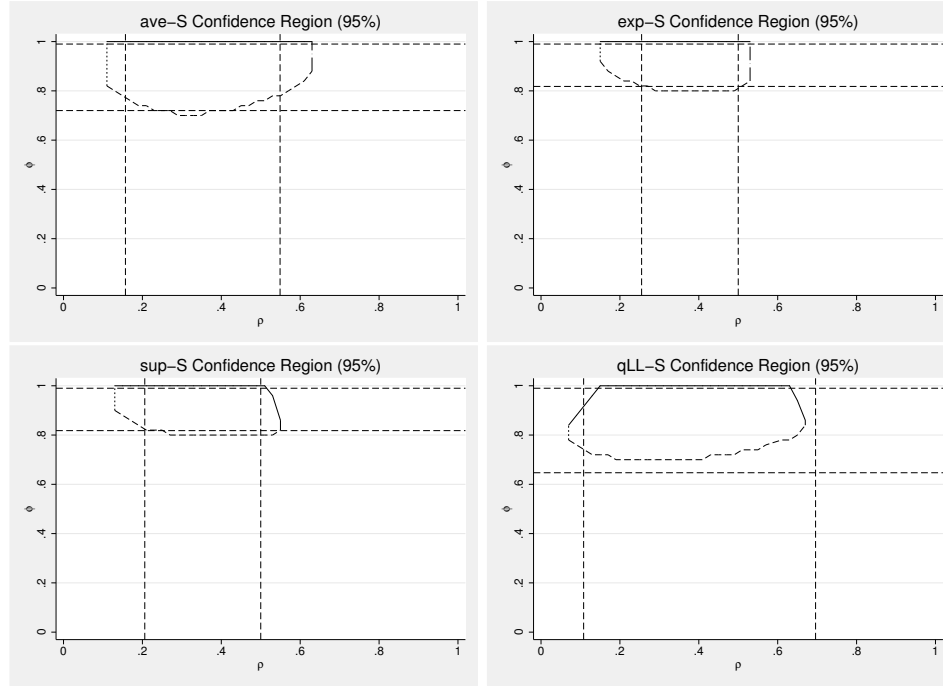 ave−S Confidence Region (95%)
1
.8
.6
.4
.2
0
ϕ
0 .2 .4 .6 .8 1
ρ
exp−S Confidence Region (95%)
1
.8
.6
.4
.2
0
ϕ
0 .2 .4 .6 .8 1
ρ
sup−S Confidence Region (95%)
1
.8
.6
.4
.2
0
ϕ
0 .2 .4 .6 .8 1
ρ
qLL−S Confidence Region (95%)
1
.8
.6
.4
.2
0
ϕ
0 .2 .4 .6 .8 1
ρ